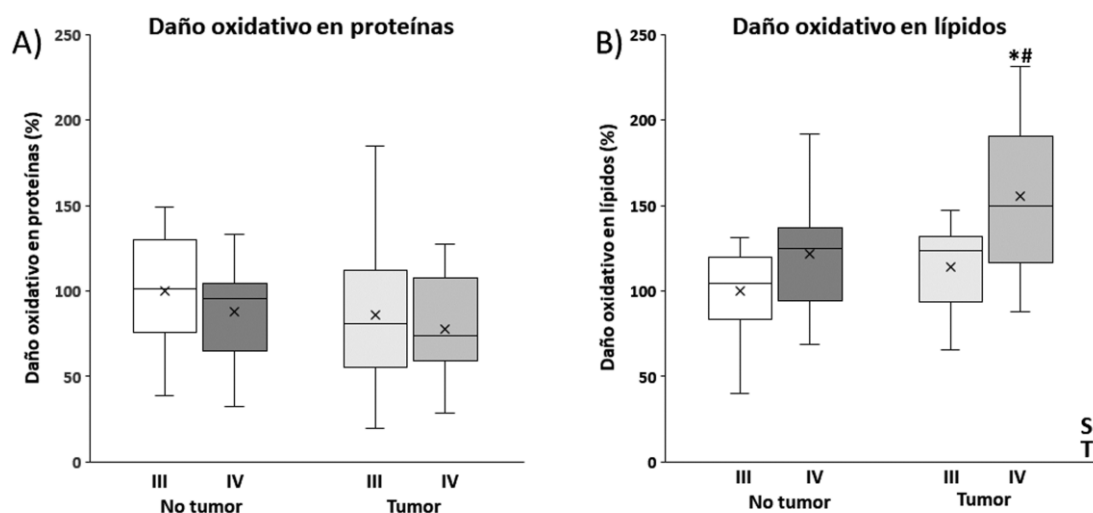 A)
Daño oxidativo en proteínas
Daño oxidativo en proteínas (%)
250
200
150
100
50
0
III IV III IV
No tumor Tumor
B)
Daño oxidativo en lípidos
Daño oxidativo en lípidos (%)
250
200
150
100
50
0
*#
III IV III IV
No tumor Tumor
S
T